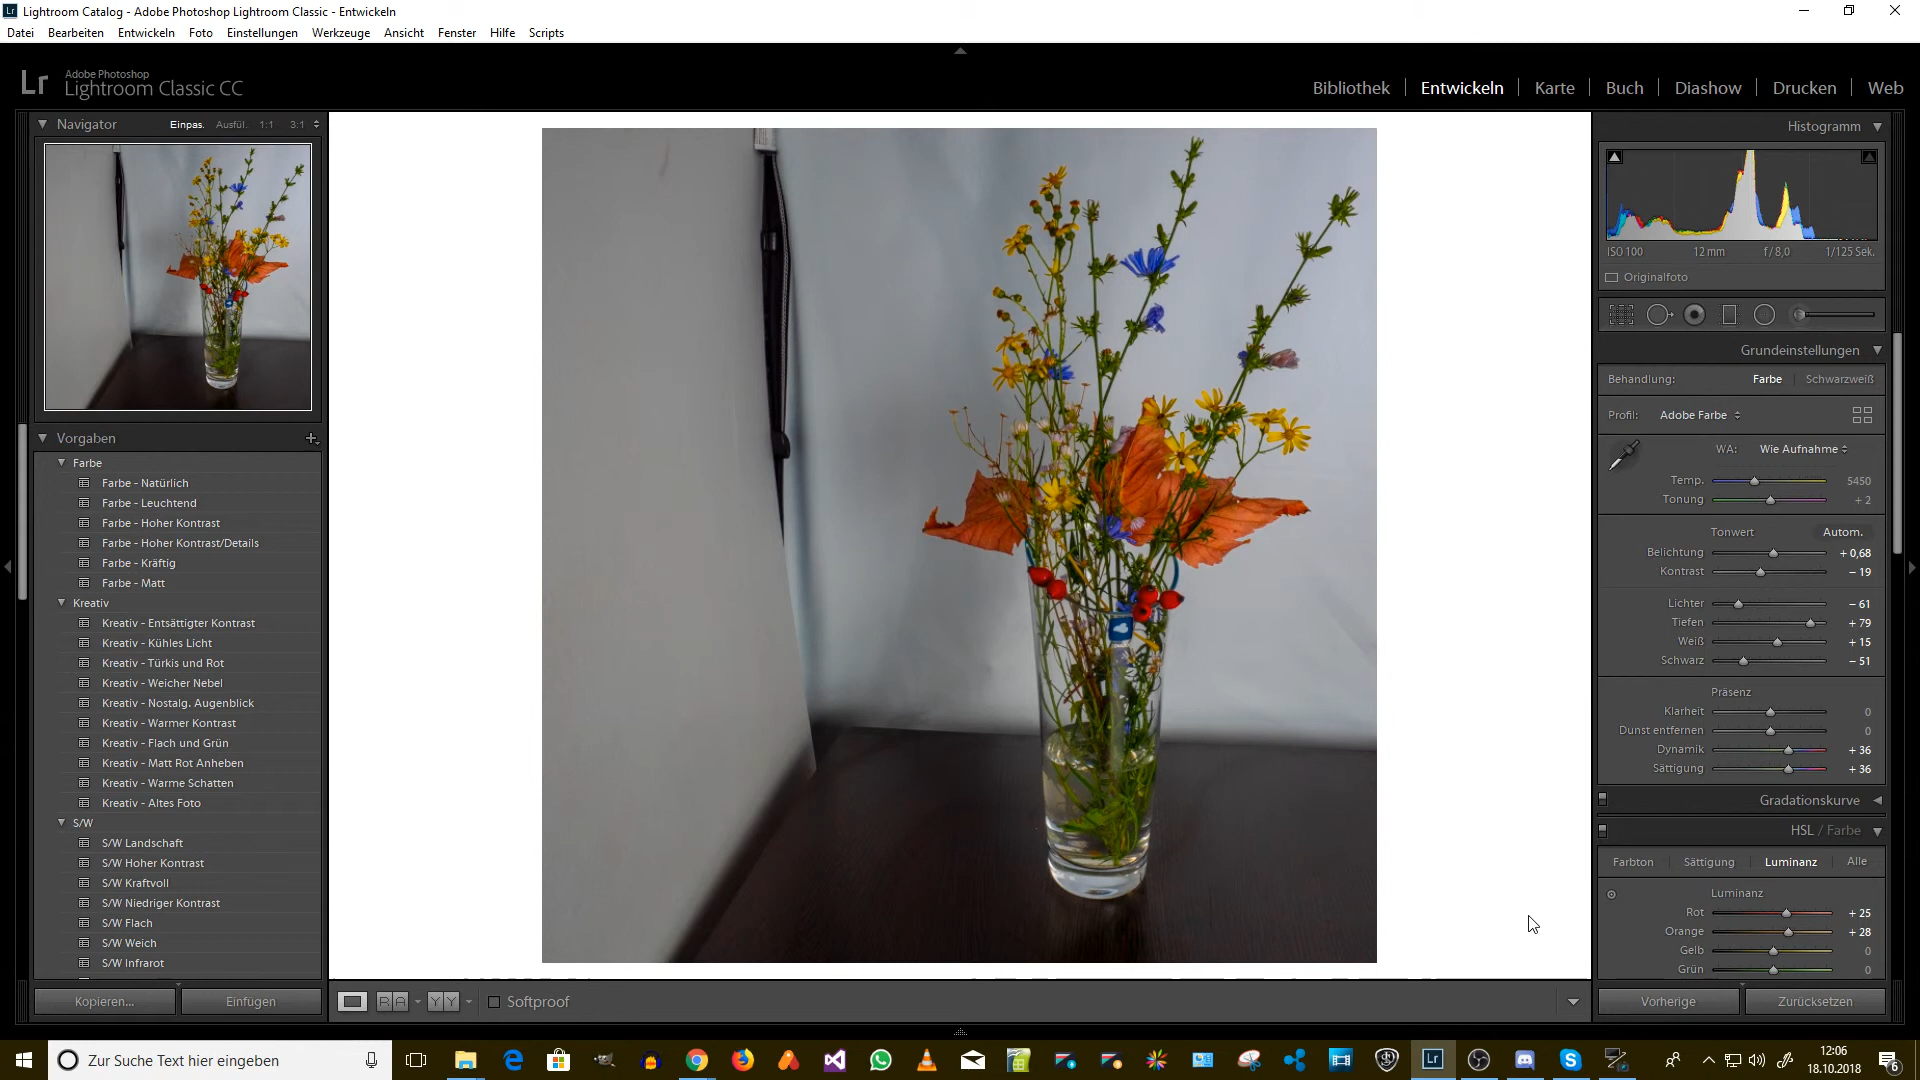 Lightroom Catalog - Adobe Photoshop Lightroom Classic - Entwickeln
Datei Bearbeiten Entwickeln Foto Einstellungen Werkzeuge Ansicht Fenster Hilfe Scripts
Lr Adobe Photoshop
Lightroom Classic CC
Bibliothek Entwickeln Karte Buch Diashow Drucken Web
Navigator Einpas. Ausfül. 1:1 3:1
Vorgaben
Farbe
Farbe - Natürlich
Farbe - Leuchtend
Farbe - Hoher Kontrast
Farbe - Hoher Kontrast/Details
Farbe - Kräftig
Farbe - Matt
Kreativ
Kreativ - Entsättigter Kontrast
Kreativ - Kühles Licht
Kreativ - Türkis und Rot
Kreativ - Weicher Nebel
Kreativ - Nostalg. Augenblick
Kreativ - Warmer Kontrast
Kreativ - Flach und Grün
Kreativ - Matt Rot Anheben
Kreativ - Warme Schatten
Kreativ - Altes Foto
S/W
S/W Landschaft
S/W Hoher Kontrast
S/W Kraftvoll
S/W Niedriger Kontrast
S/W Flach
S/W Weich
S/W Infrarot
Kopieren... Einfügen
R A Y Y Softproof
Histogramm
ISO 100 12 mm f / 8,0 1/125 Sek.
Originalfoto
Grundeinstellungen
Behandlung: Farbe Schwarzweiß
Profil: Adobe Farbe
WA: Wie Aufnahme
Temp. 5450
Tonung + 2
Tonwert Autom.
Belichtung + 0,68
Kontrast – 19
Lichter – 61
Tiefen + 79
Weiß + 15
Schwarz – 51
Präsenz
Klarheit 0
Dunst entfernen 0
Dynamik + 36
Sättigung + 36
Gradationskurve
HSL / Farbe
Farbton Sättigung Luminanz Alle
Luminanz
Rot + 25
Orange + 28
Gelb 0
Grün 0
Vorherige Zurücksetzen
Zur Suche Text hier eingeben
Lr
12:06
18.10.2018
6